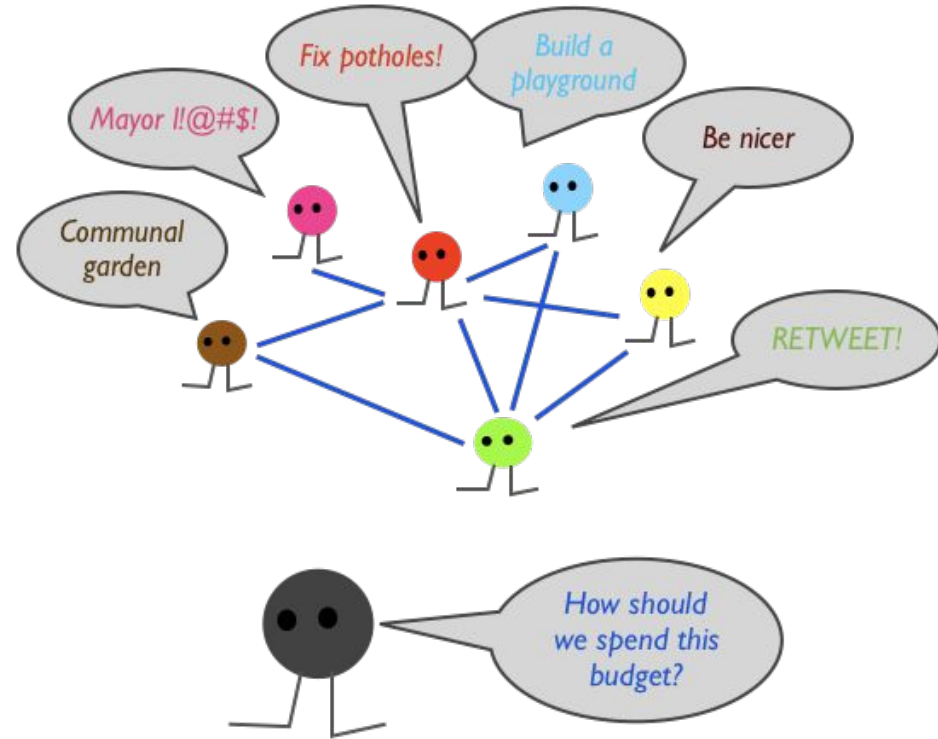 Fix potholes!
Build a
playground
Mayor I!@#$!
Be nicer
Communal
garden
RETWEET!
How should
we spend this
budget?